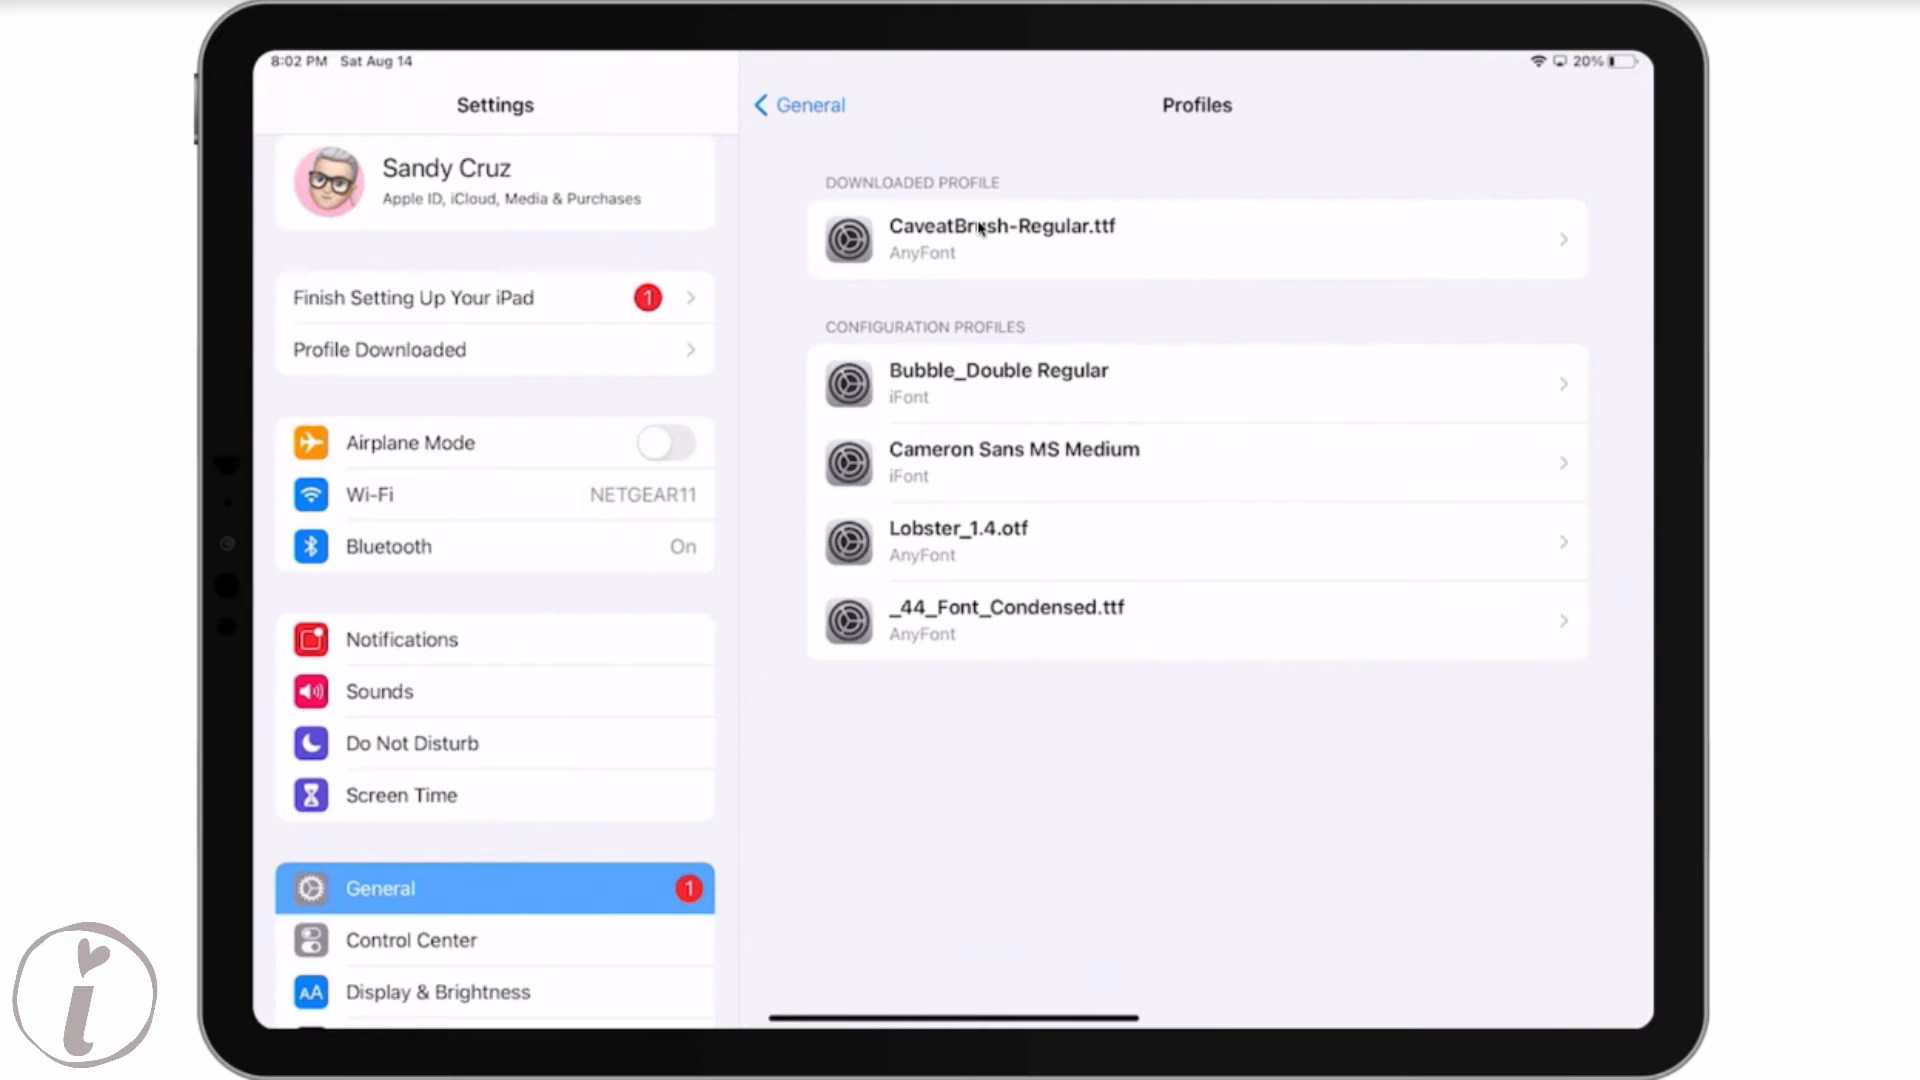 8:02 PM Sat Aug 14
20%
Settings
Sandy Cruz
Apple ID, iCloud, Media & Purchases
Finish Setting Up Your iPad 1
Profile Downloaded
Airplane Mode
Wi-Fi NETGEAR11
Bluetooth On
Notifications
Sounds
Do Not Disturb
Screen Time
General 1
Control Center
AA Display & Brightness
General
Profiles
DOWNLOADED PROFILE
CaveatBrush-Regular.ttf
AnyFont
CONFIGURATION PROFILES
Bubble_Double Regular
iFont
Cameron Sans MS Medium
iFont
Lobster_1.4.otf
AnyFont
_44_Font_Condensed.ttf
AnyFont
i